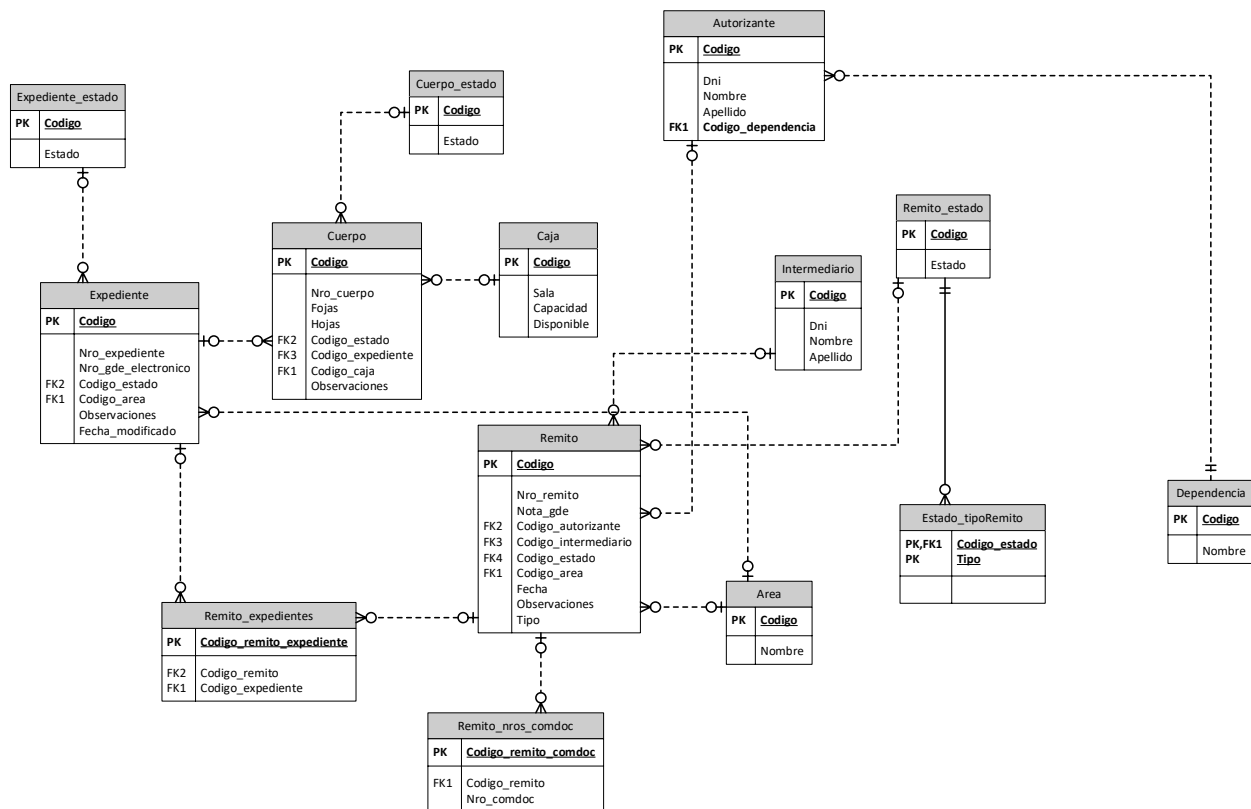 Autorizante
PK Codigo
Dni
Nombre
Apellido
FK1 Codigo_dependencia
Cuerpo_estado
PK Codigo
Estado
Expediente_estado
PK Codigo
Estado
Remito_estado
PK Codigo
Estado
Cuerpo
PK Codigo
Nro_cuerpo
Fojas
Hojas
FK2 Codigo_estado
FK3 Codigo_expediente
FK1 Codigo_caja
Observaciones
Caja
PK Codigo
Sala
Capacidad
Disponible
Intermediario
PK Codigo
Dni
Nombre
Apellido
Expediente
PK Codigo
Nro_expediente
Nro_gde_electronico
FK2 Codigo_estado
FK1 Codigo_area
Observaciones
Fecha_modificado
Remito
PK Codigo
Nro_remito
Nota_gde
FK2 Codigo_autorizante
FK3 Codigo_intermediario
FK4 Codigo_estado
FK1 Codigo_area
Fecha
Observaciones
Tipo
Dependencia
PK Codigo
Nombre
Estado_tipoRemito
PK,FK1 Codigo_estado
PK Tipo
Area
PK Codigo
Nombre
Remito_expedientes
PK Codigo_remito_expediente
FK2 Codigo_remito
FK1 Codigo_expediente
Remito_nros_comdoc
PK Codigo_remito_comdoc
FK1 Codigo_remito
Nro_comdoc